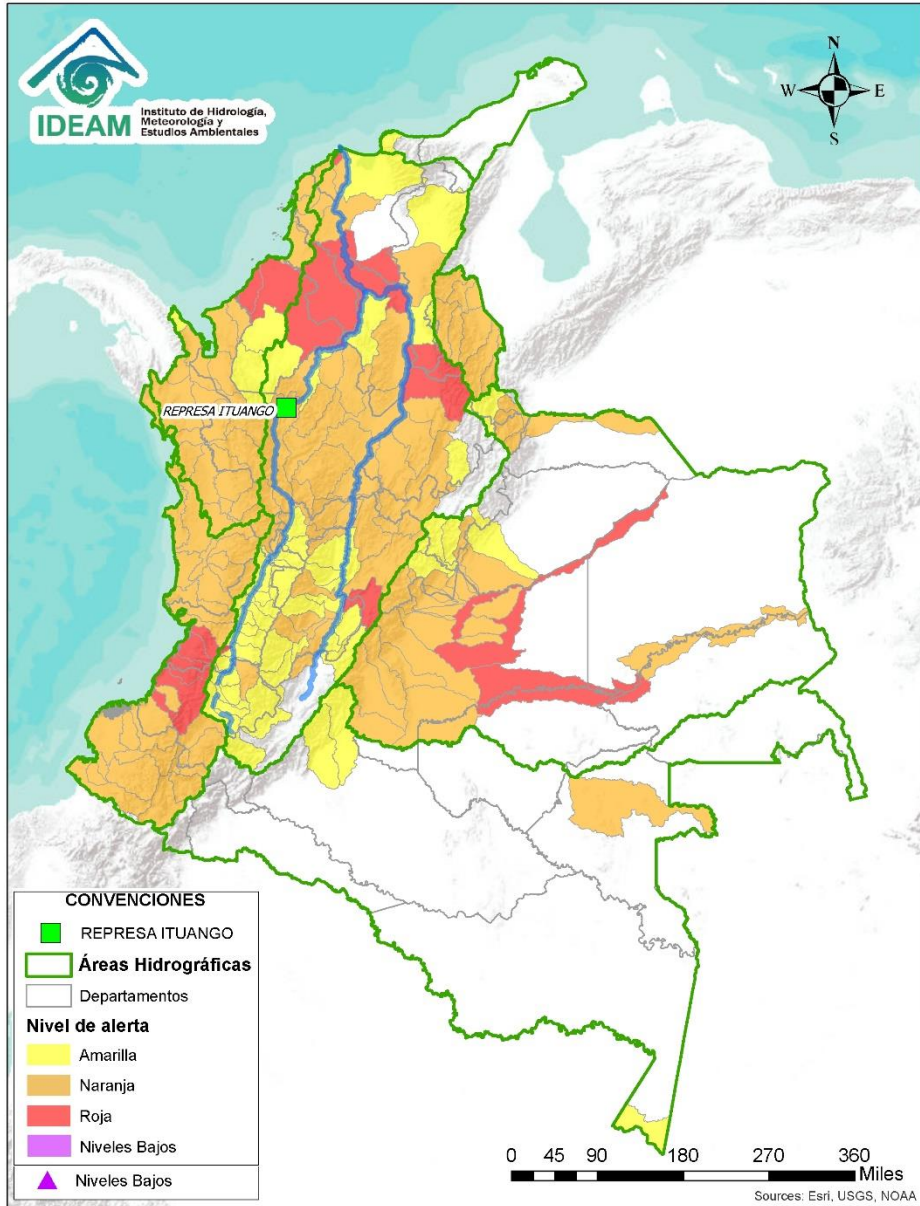 IDEAM
Instituto de Hidrología,
Meteorología y
Estudios Ambientales
N
W
E
S
REPRESA ITUANGO
CONVENCIONES
REPRESA ITUANGO
Áreas Hidrográficas
Departamentos
Nivel de alerta
Amarilla
Naranja
Roja
Niveles Bajos
Niveles Bajos
0 45 90 180 270 360
Miles
Sources: Esri, USGS, NOAA